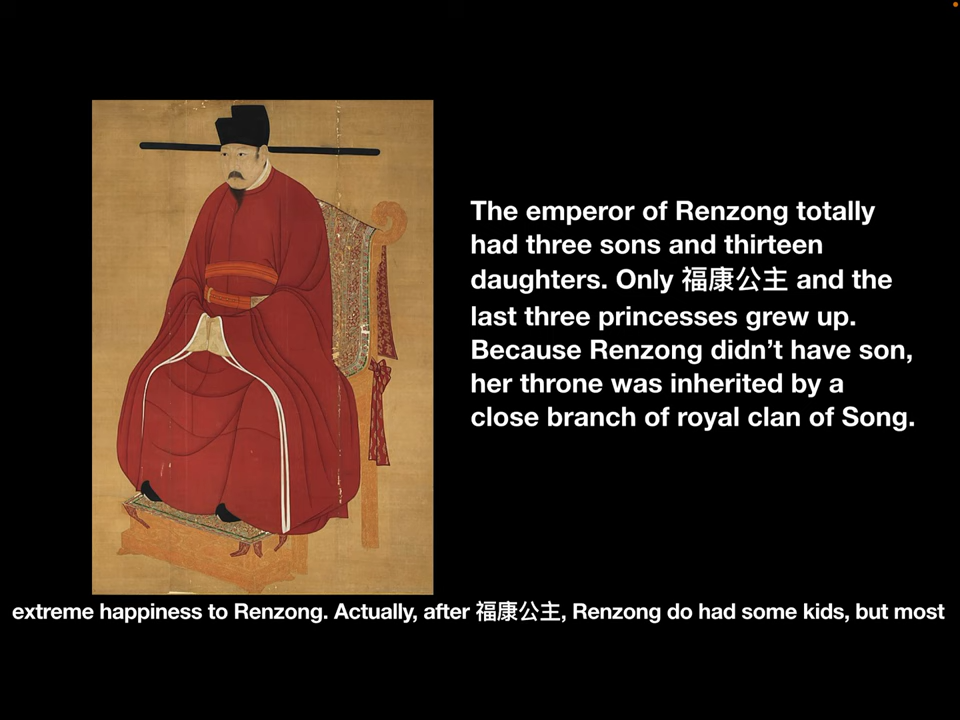 The emperor of Renzong totally
had three sons and thirteen
daughters. Only 福康公主 and the
last three princesses grew up.
Because Renzong didn’t have son,
her throne was inherited by a
close branch of royal clan of Song.
extreme happiness to Renzong. Actually, after 福康公主, Renzong do had some kids, but most